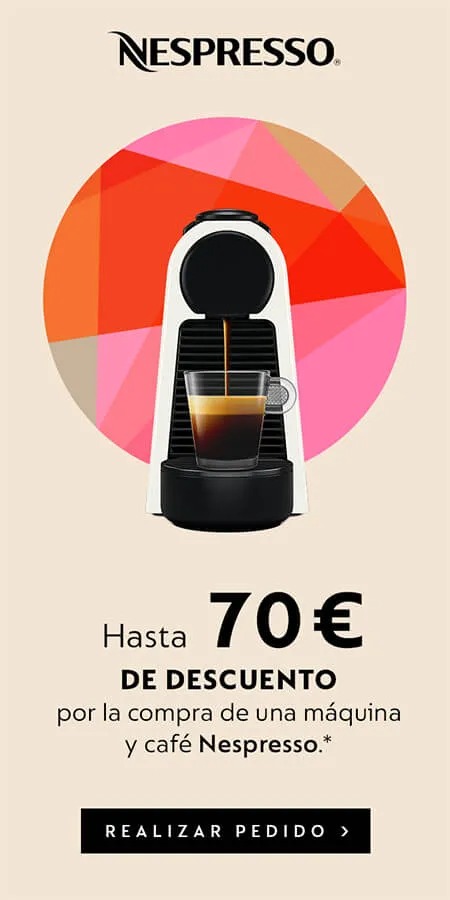 NESPRESSO®
Hasta 70 €
DE DESCUENTO
por la compra de una máquina
y café Nespresso.*
REALIZAR PEDIDO >